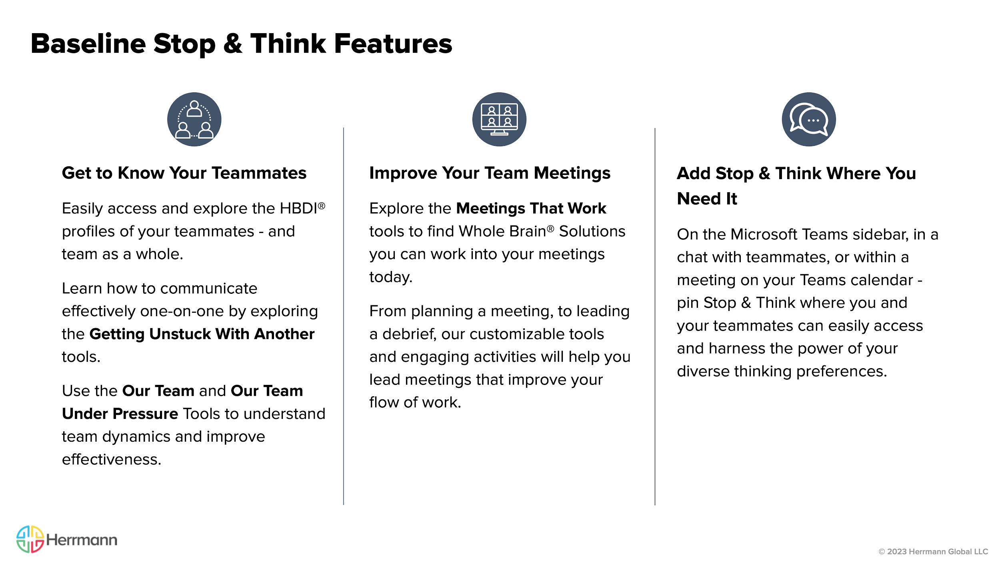 Baseline Stop & Think Features
Get to Know Your Teammates
Easily access and explore the HBDI®
profiles of your teammates - and
team as a whole.
Learn how to communicate
effectively one-on-one by exploring
the Getting Unstuck With Another
tools.
Use the Our Team and Our Team
Under Pressure Tools to understand
team dynamics and improve
effectiveness.
Improve Your Team Meetings
Explore the Meetings That Work
tools to find Whole Brain® Solutions
you can work into your meetings
today.
From planning a meeting, to leading
a debrief, our customizable tools
and engaging activities will help you
lead meetings that improve your
flow of work.
Add Stop & Think Where You
Need It
On the Microsoft Teams sidebar, in a
chat with teammates, or within a
meeting on your Teams calendar -
pin Stop & Think where you and
your teammates can easily access
and harness the power of your
diverse thinking preferences.
Herrmann
© 2023 Herrmann Global LLC